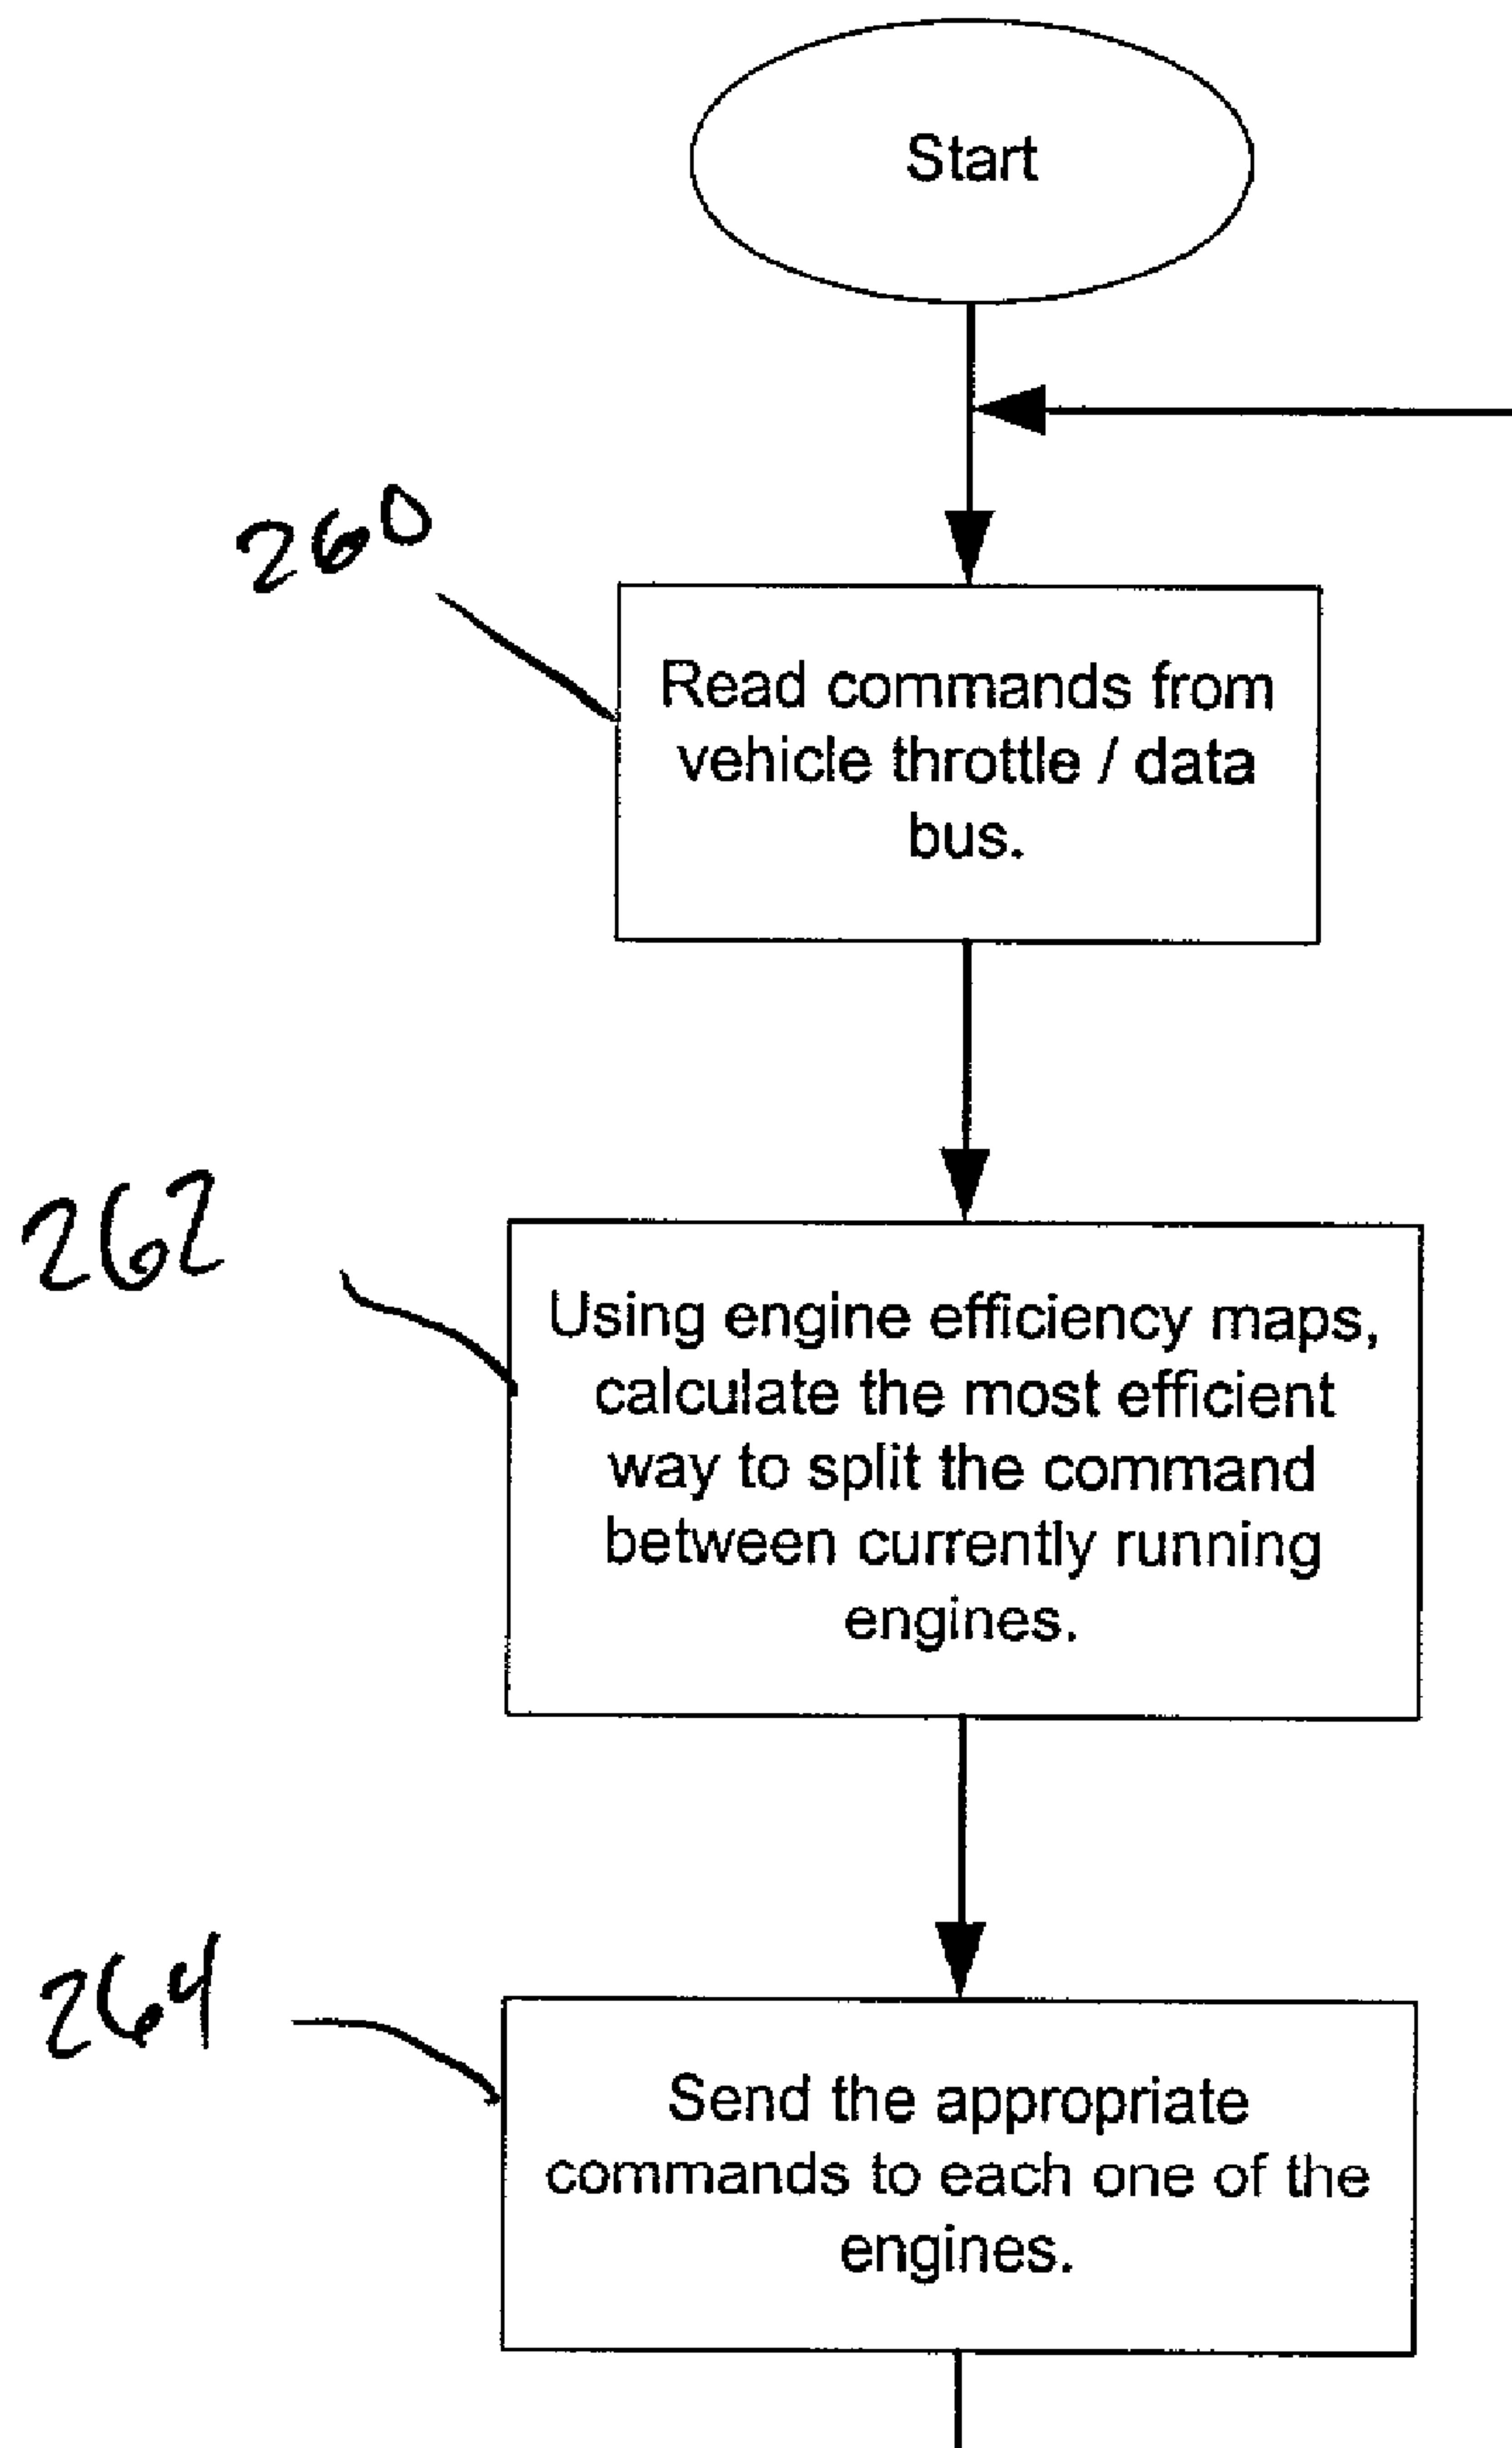 Start
260
Read commands from
vehicle throttle / data
bus.
262
Using engine efficiency maps,
calculate the most efficient
way to split the command
between currently running
engines.
264
Send the appropriate
commands to each one of the
engines.